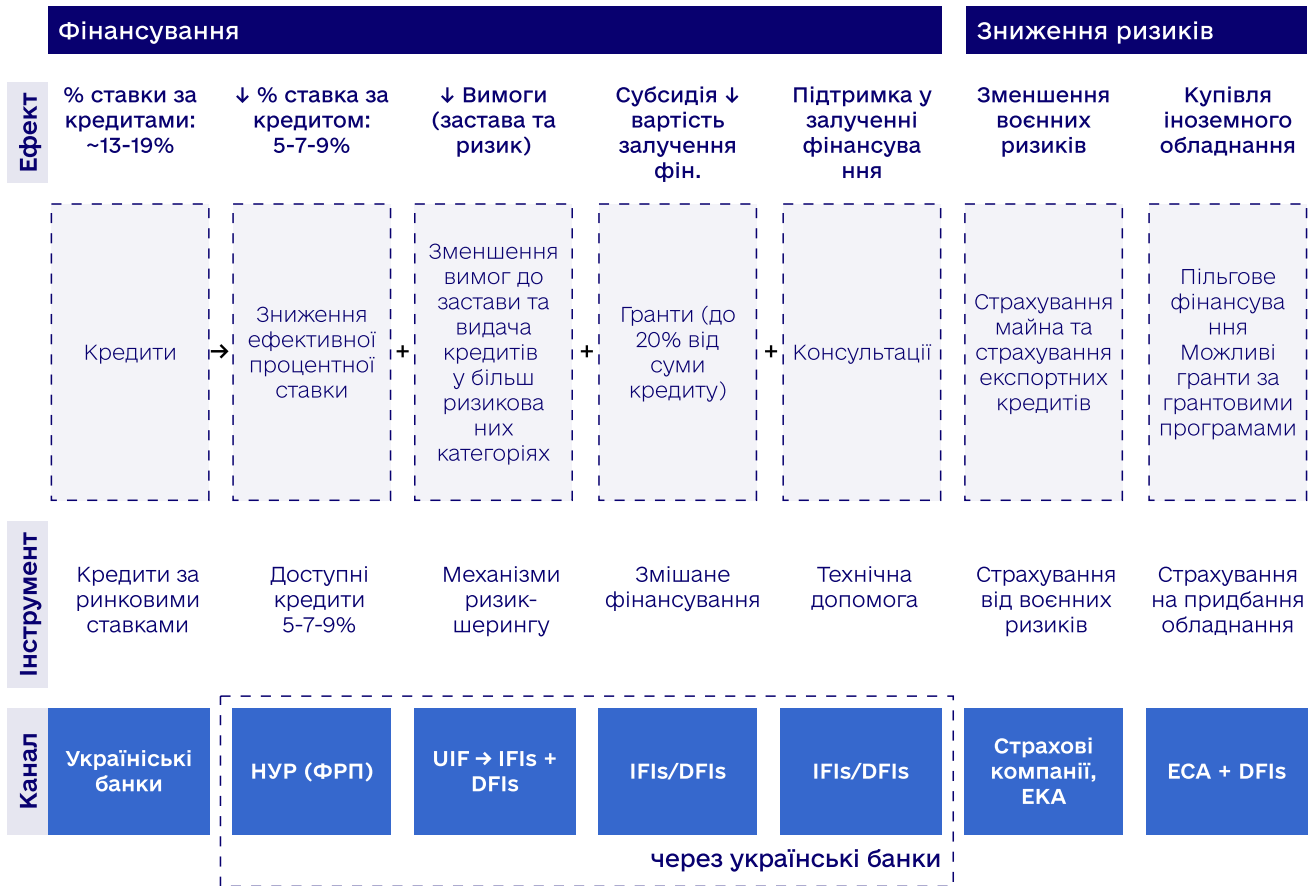 Фінансування
Зниження ризиків
Ефект
% ставки за
кредитами:
~13-19%
↓ % ставка за
кредитом:
5-7-9%
↓ Вимоги
(застава та
ризик)
Субсидія ↓
вартість
залучення
фін.
Підтримка у
залученні
фінансува
ння
Зменшення
воєнних
ризиків
Купівля
іноземного
обладнання
Кредити
→
Зниження
ефективної
процентної
ставки
+
Зменшення
вимог до
застави та
видача
кредитів
у більш
ризикова
них
категоріях
+
Гранти (до
20% від
суми
кредиту)
+
Консультації
Страхування
майна та
страхування
експортних
кредитів
Пільгове
фінансува
ння
Можливі
гранти за
грантовими
програмами
Інструмент
Кредити за
ринковими
ставками
Доступні
кредити
5-7-9%
Механізми
ризик-
шерингу
Змішане
фінансування
Технічна
допомога
Страхування
від воєнних
ризиків
Страхування
на придбання
обладнання
Канал
Україніські
банки
НУР (ФРП)
UIF → IFIs +
DFIs
IFIs/DFIs
IFIs/DFIs
Страхові
компанії,
ЕКА
ECA + DFIs
через українські банки